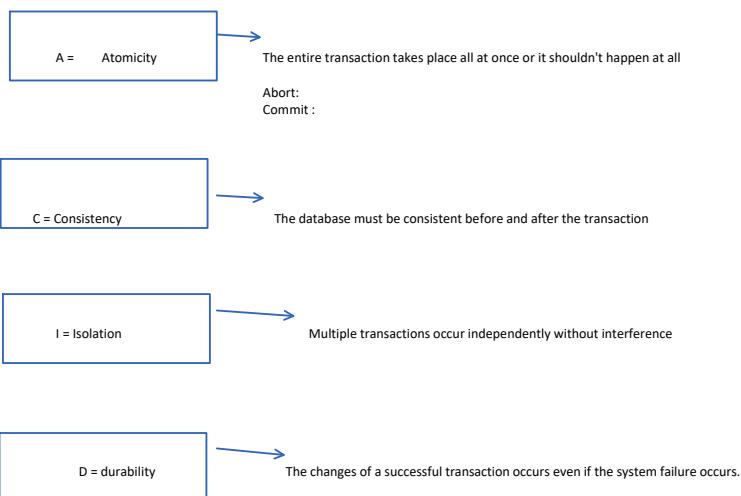 A = Atomicity The entire transaction takes place all at once or it shouldn't happen at all
Abort:
Commit :
C = Consistency The database must be consistent before and after the transaction
I = Isolation Multiple transactions occur independently without interference
D = durability The changes of a successful transaction occurs even if the system failure occurs.